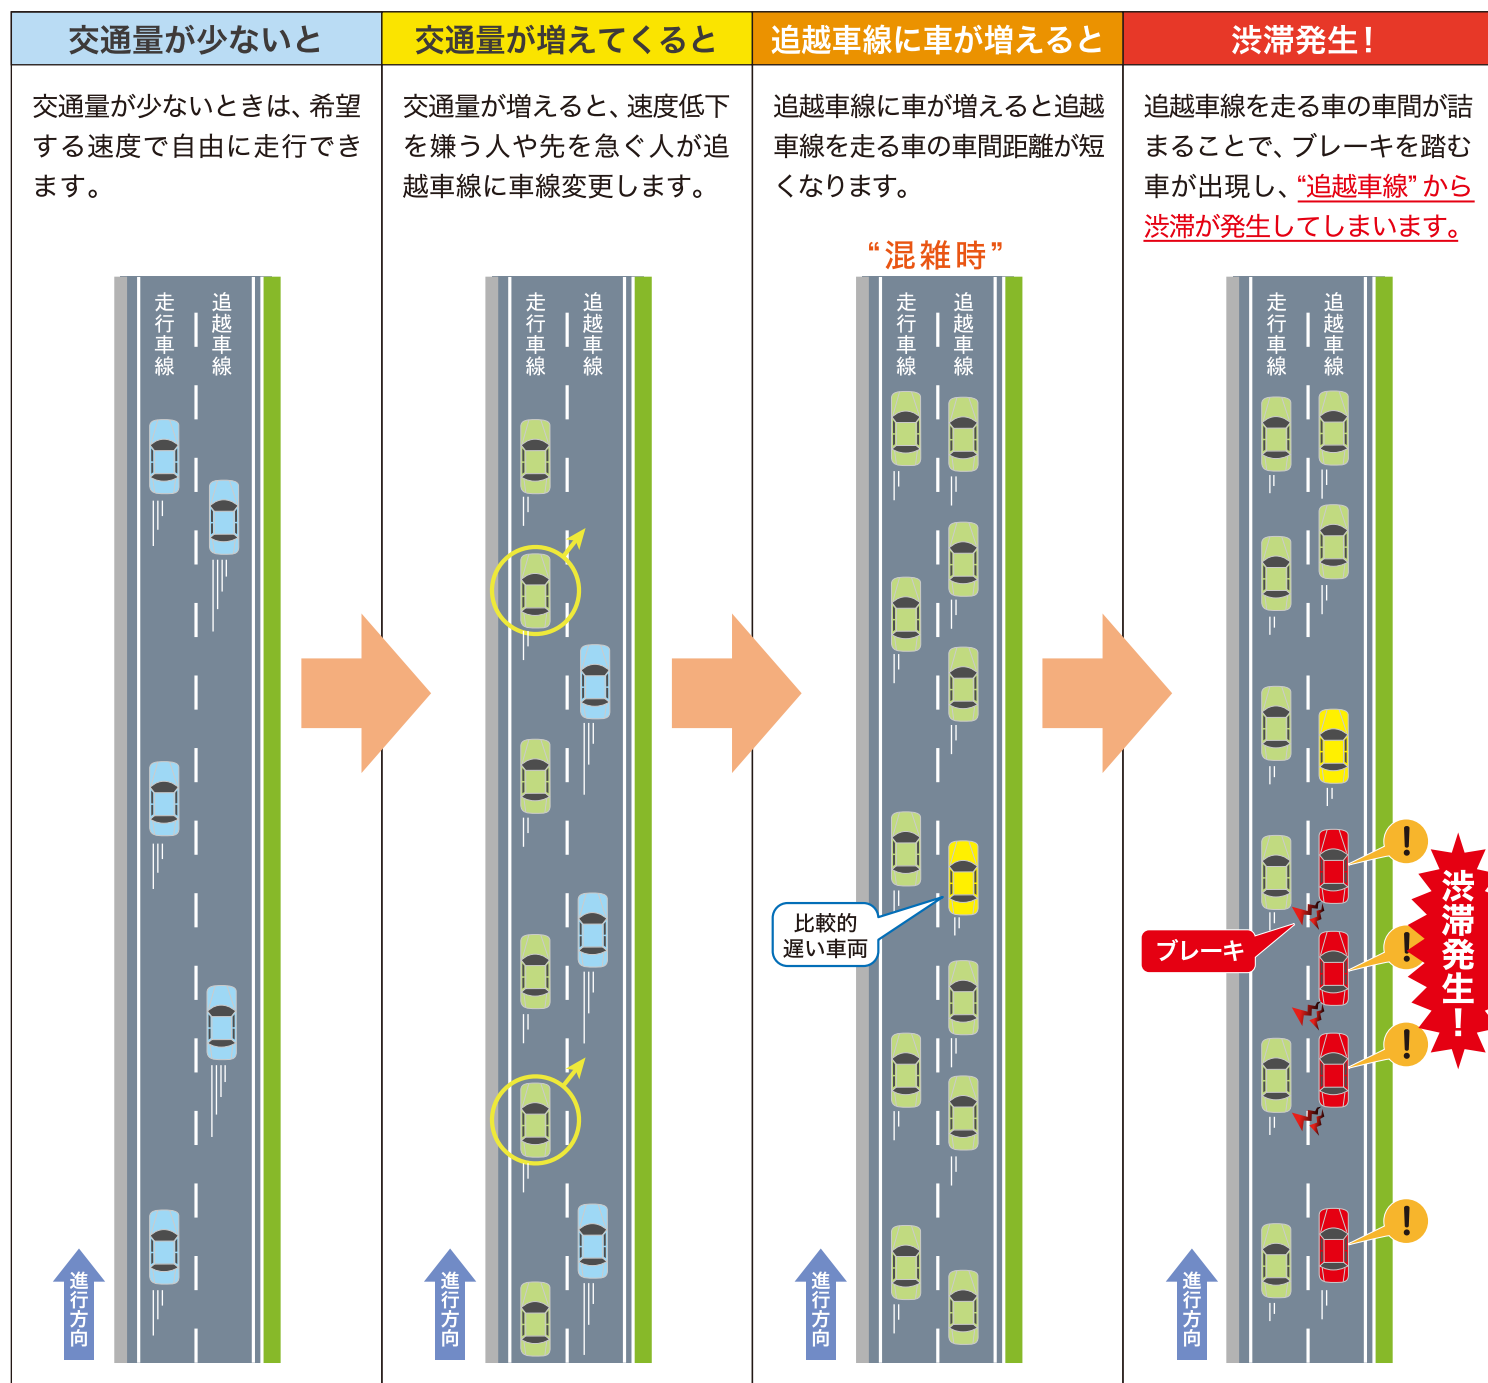 交通量が少ないと
交通量が少ないときは、希望
する速度で自由に走行でき
ます。
走行車線
追越車線
進行方向
交通量が増えてくると
交通量が増えると、速度低下
を嫌う人や先を急ぐ人が追
越車線に車線変更します。
走行車線
追越車線
進行方向
追越車線に車が増えると
追越車線に車が増えると追越
車線を走る車の車間距離が短
くなります。
“混雑時”
走行車線
追越車線
比較的
遅い車両
進行方向
渋滞発生！
追越車線を走る車の車間が詰
まることで、ブレーキを踏む
車が出現し、“追越車線”から
渋滞が発生してしまいます。
走行車線
追越車線
！
ブレーキ
！
渋滞発生！
！
！
進行方向